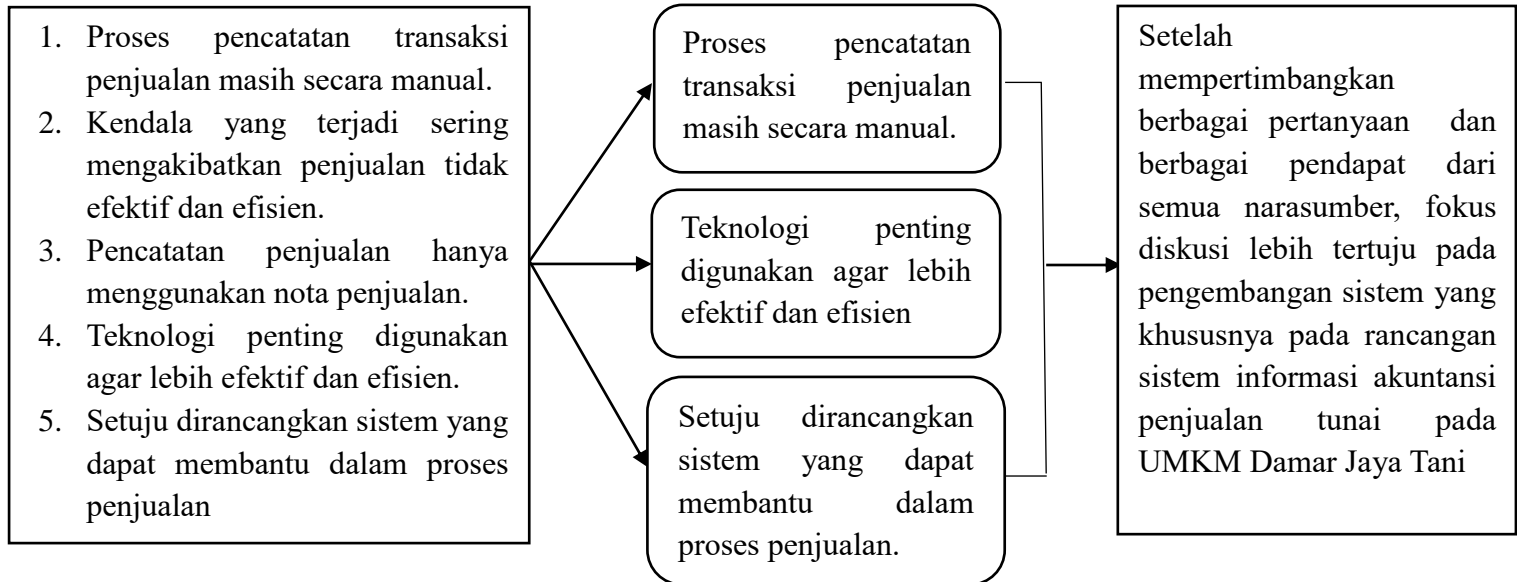 1. Proses pencatatan transaksi
penjualan masih secara manual.
2. Kendala yang terjadi sering
mengakibatkan penjualan tidak
efektif dan efisien.
3. Pencatatan penjualan hanya
menggunakan nota penjualan.
4. Teknologi penting digunakan
agar lebih efektif dan efisien.
5. Setuju dirancangkan sistem yang
dapat membantu dalam proses
penjualan
Proses pencatatan
transaksi penjualan
masih secara manual.
Teknologi penting
digunakan agar lebih
efektif dan efisien
Setuju dirancangkan
sistem yang dapat
membantu dalam
proses penjualan.
Setelah
mempertimbangkan
berbagai pertanyaan dan
berbagai pendapat dari
semua narasumber, fokus
diskusi lebih tertuju pada
pengembangan sistem yang
khususnya pada rancangan
sistem informasi akuntansi
penjualan tunai pada
UMKM Damar Jaya Tani